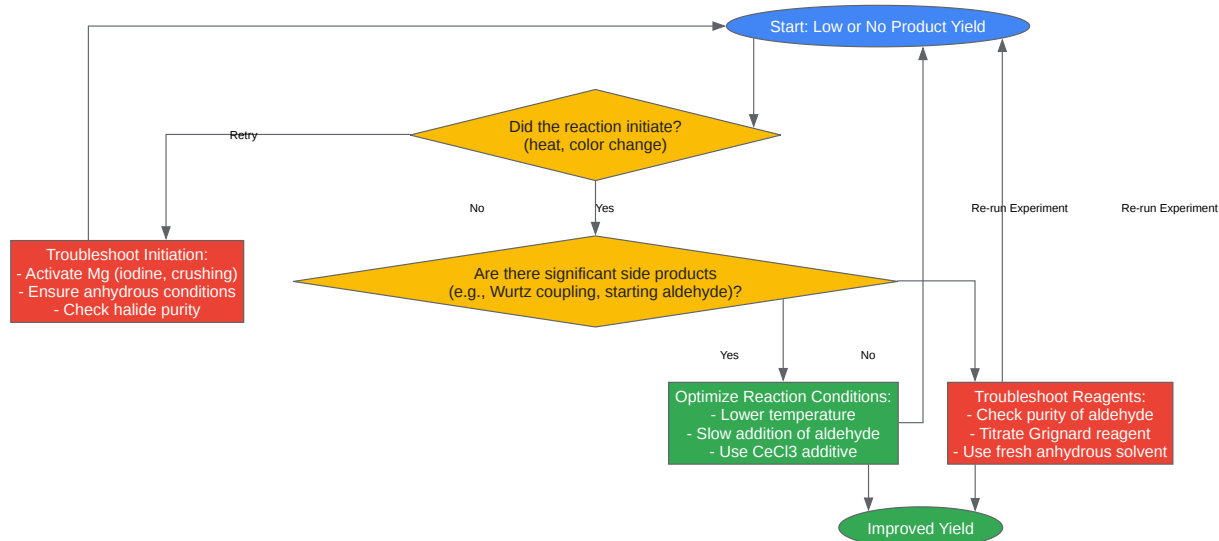 Start: Low or No Product Yield
Did the reaction initiate?
(heat, color change)
Retry
No
Yes
Re-run Experiment
Re-run Experiment
Troubleshoot Initiation:
- Activate Mg (iodine, crushing)
- Ensure anhydrous conditions
- Check halide purity
Are there significant side products
(e.g., Wurtz coupling, starting aldehyde)?
Yes
No
Optimize Reaction Conditions:
- Lower temperature
- Slow addition of aldehyde
- Use CeCl3 additive
Troubleshoot Reagents:
- Check purity of aldehyde
- Titrate Grignard reagent
- Use fresh anhydrous solvent
Improved Yield